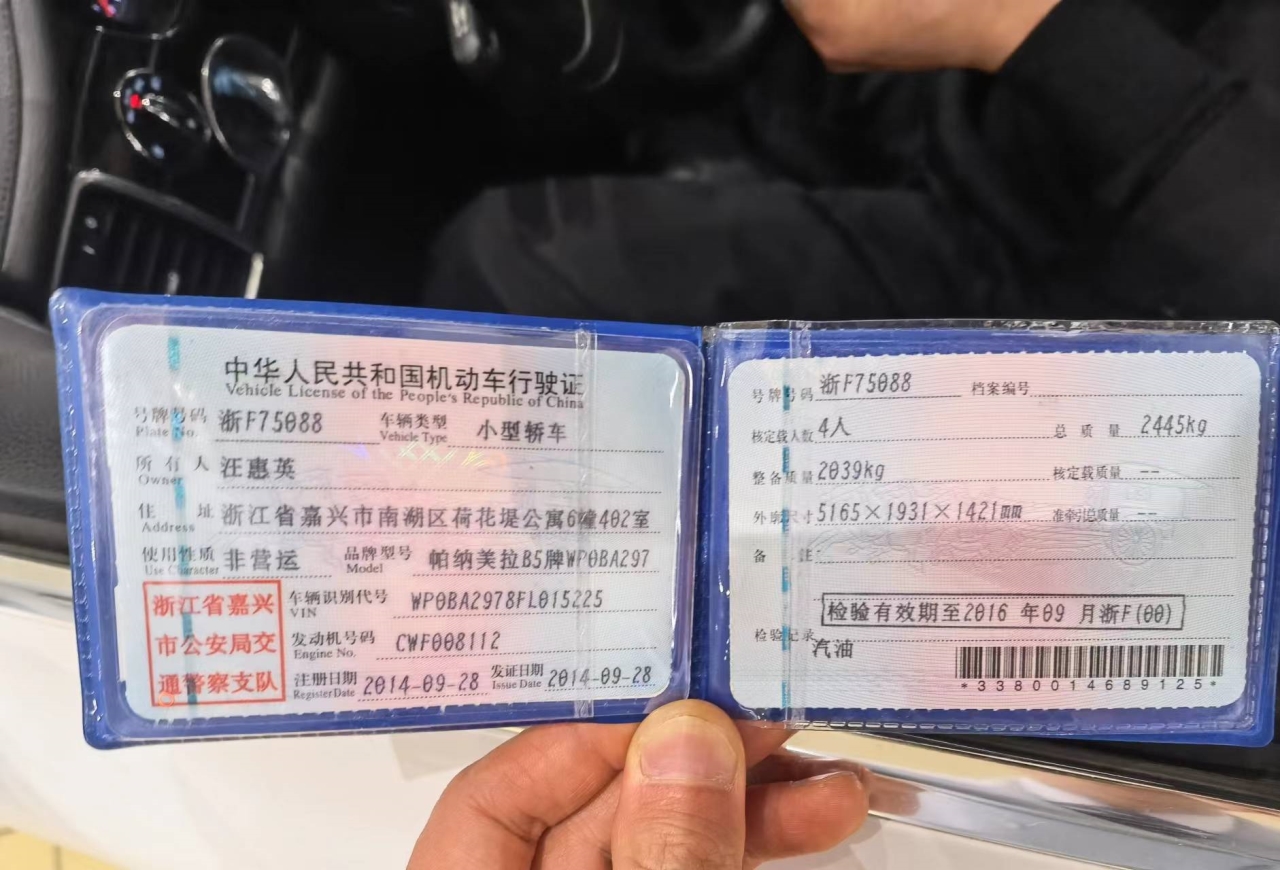 中华人民共和国机动车行驶证
Vehicle License of the People's Republic of China
号牌号码 浙F75088 车辆类型 小型轿车
Plate No. Vehicle Type
所有人 汪惠英
Owner
住址 浙江省嘉兴市南湖区荷花堤公寓6幢402室
Address
使用性质 非营运 品牌型号 帕纳美拉B5牌WP0BA297
Use Character Model
浙江省嘉兴
市公安局交
通警察支队
车辆识别代号 WP0BA2978FL015225
VIN
发动机号码 CWF008112
Engine No.
注册日期 2014-09-28 发证日期 2014-09-28
Register Date Issue Date
号牌号码 浙F75088 档案编号
核定载人数 4人 总质量 2445kg
整备质量 2039kg 核定载质量 --
外廓尺寸 5165×1931×1421mm 准牵引总质量 --
备注
检验有效期至2016 年09 月浙F(00)
检验记录
汽油
*3380014689125*